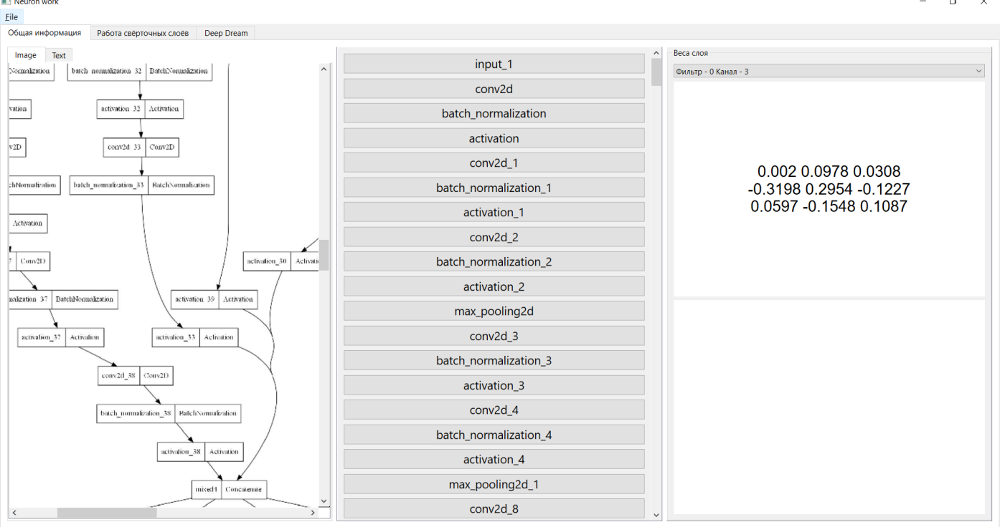 Neuron work
File
Общая информация Работа свёрточных слоёв Deep Dream
Image Text
Normalization
batch_normalization_32 BatchNormalization
vation
activation_32 Activation
v2D
conv2d_33 Conv2D
chNormalization
batch_normalization_33 BatchNormalization
Activation
7 Conv2D
activation_30 Activatio
malization_37 BatchNormalization
activation_39 Activation
activation_37 Activation
activation_33 Activation
conv2d_38 Conv2D
batch_normalization_38 BatchNormalization
activation_38 Activation
mixed4 Concatenate
input_1
conv2d
batch_normalization
activation
conv2d_1
batch_normalization_1
activation_1
conv2d_2
batch_normalization_2
activation_2
max_pooling2d
conv2d_3
batch_normalization_3
activation_3
conv2d_4
batch_normalization_4
activation_4
max_pooling2d_1
conv2d_8
Веса слоя
Фильтр - 0 Канал - 3
0.002 0.0978 0.0308
-0.3198 0.2954 -0.1227
0.0597 -0.1548 0.1087